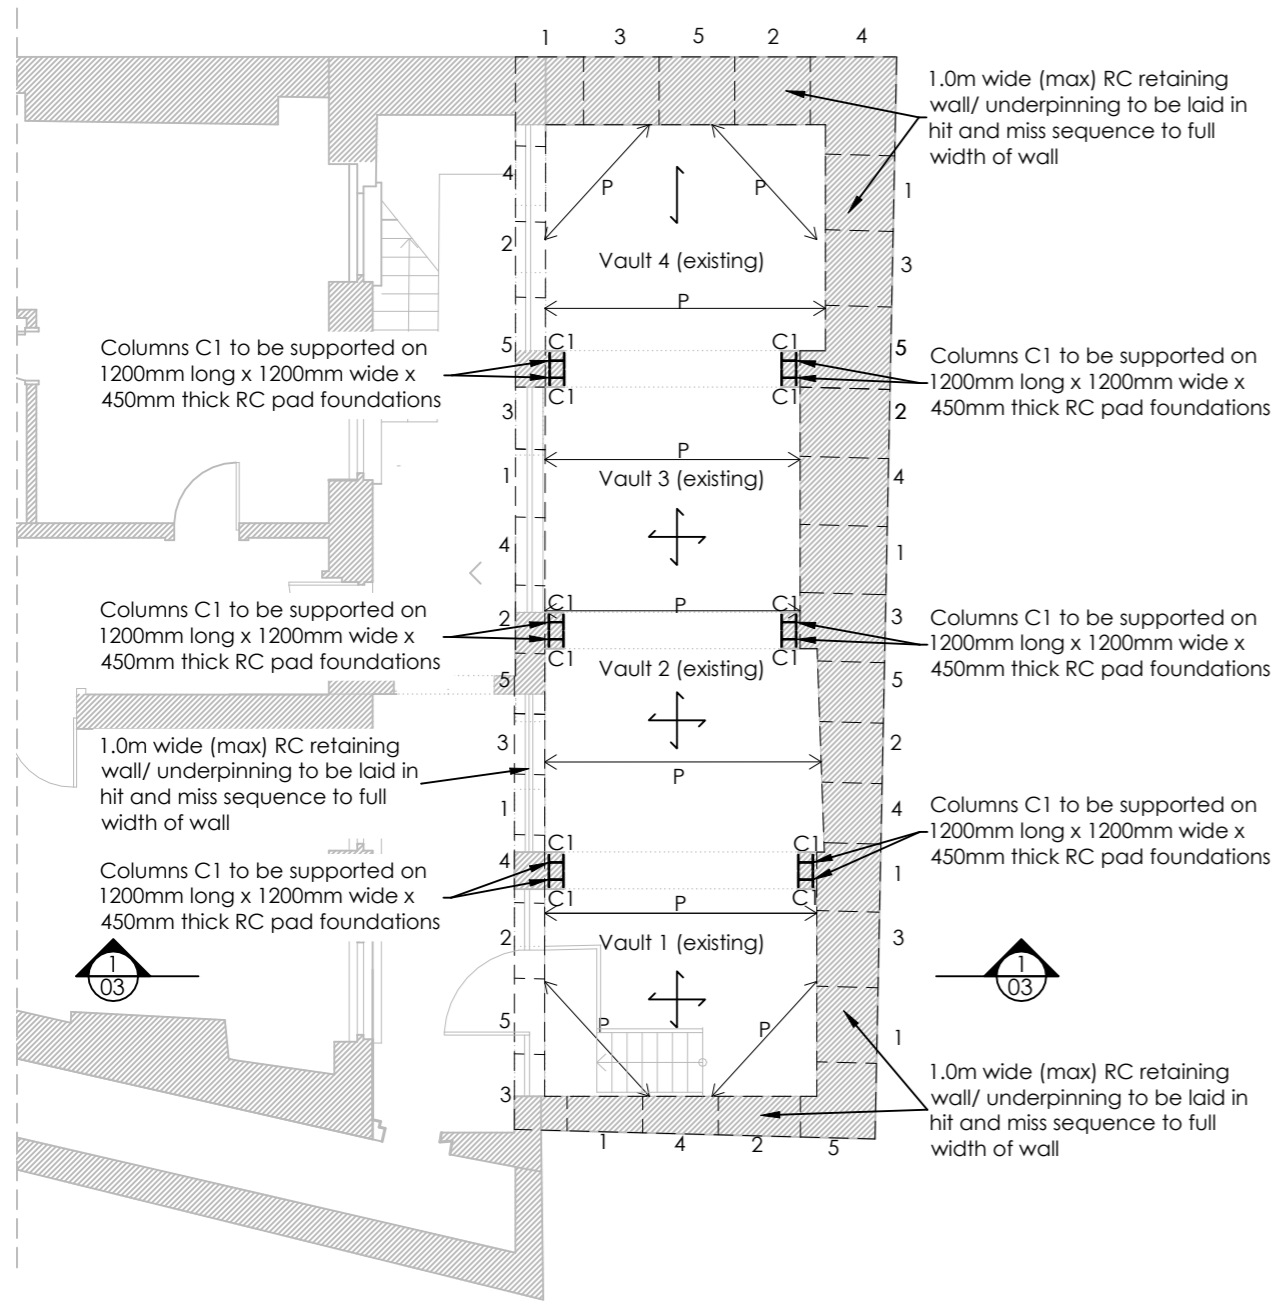 1 3 5 2 4
1.0m wide (max) RC retaining
wall/ underpinning to be laid in
hit and miss sequence to full
width of wall
4
P
P
1
2
Vault 4 (existing)
3
P
5
C1
C1
5
Columns C1 to be supported on
1200mm long x 1200mm wide x
450mm thick RC pad foundations
Columns C1 to be supported on
1200mm long x 1200mm wide x
450mm thick RC pad foundations
C1
C1
3
2
P
1
Vault 3 (existing)
4
4
1
C1
P
C1
Columns C1 to be supported on
1200mm long x 1200mm wide x
450mm thick RC pad foundations
2
3
Columns C1 to be supported on
1200mm long x 1200mm wide x
450mm thick RC pad foundations
C1
C1
Vault 2 (existing)
5
5
1.0m wide (max) RC retaining
wall/ underpinning to be laid in
hit and miss sequence to full
width of wall
3
2
P
1
4
Columns C1 to be supported on
1200mm long x 1200mm wide x
450mm thick RC pad foundations
C1
C1
4
1
Columns C1 to be supported on
1200mm long x 1200mm wide x
450mm thick RC pad foundations
C1
C1
P
2
Vault 1 (existing)
3
1
03
1
03
5
P
P
1
1.0m wide (max) RC retaining
wall/ underpinning to be laid in
hit and miss sequence to full
width of wall
3
1 4 2 5